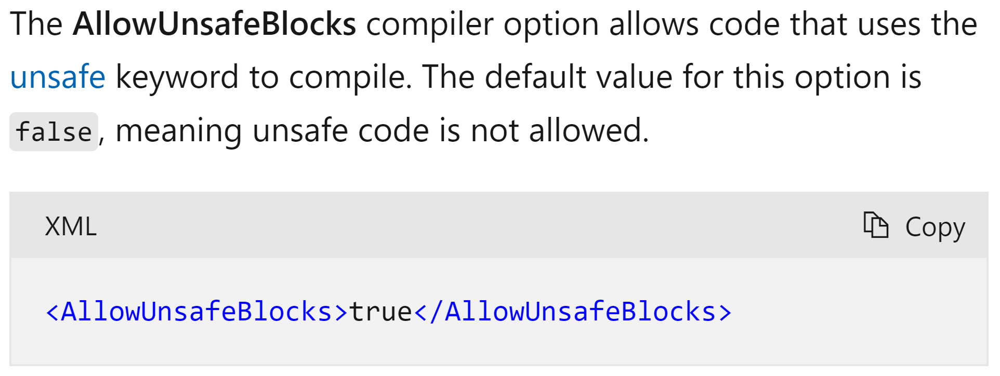 The AllowUnsafeBlocks compiler option allows code that uses the
unsafe keyword to compile. The default value for this option is
false, meaning unsafe code is not allowed.
XML
Copy
<AllowUnsafeBlocks>true</AllowUnsafeBlocks>